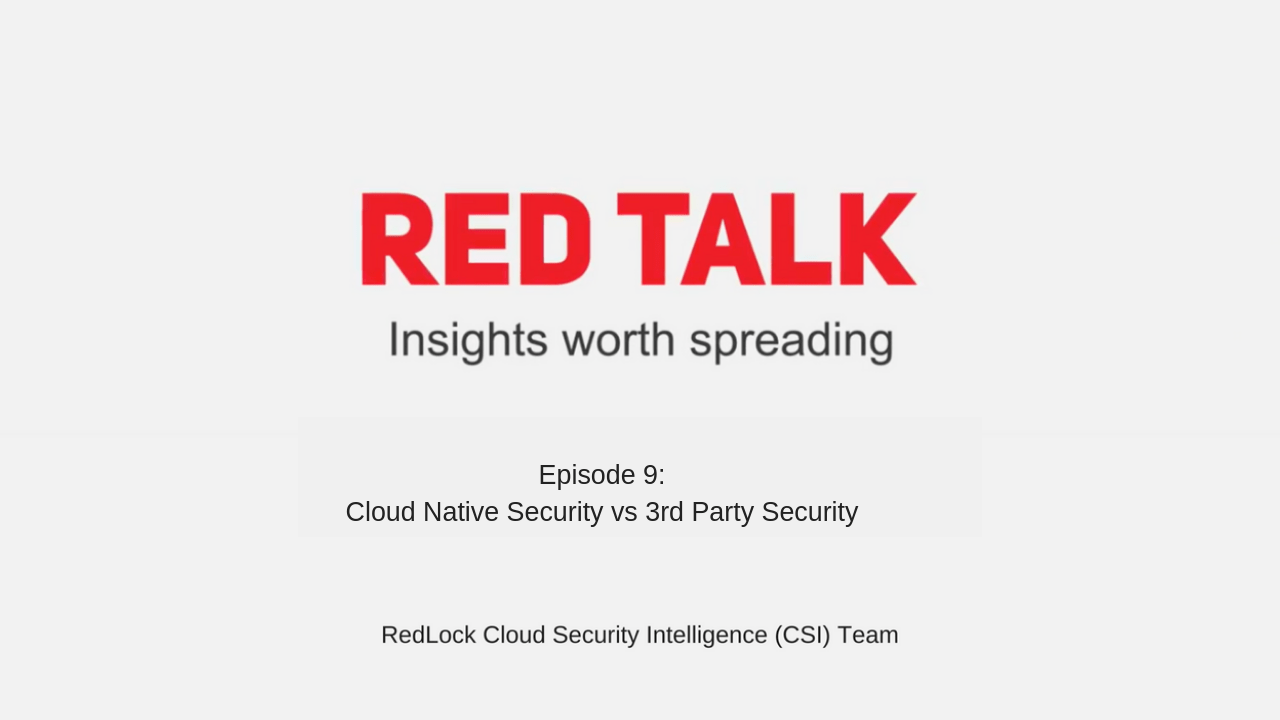 RED TALK
Insights worth spreading
Episode 9:
Cloud Native Security vs 3rd Party Security
RedLock Cloud Security Intelligence (CSI) Team